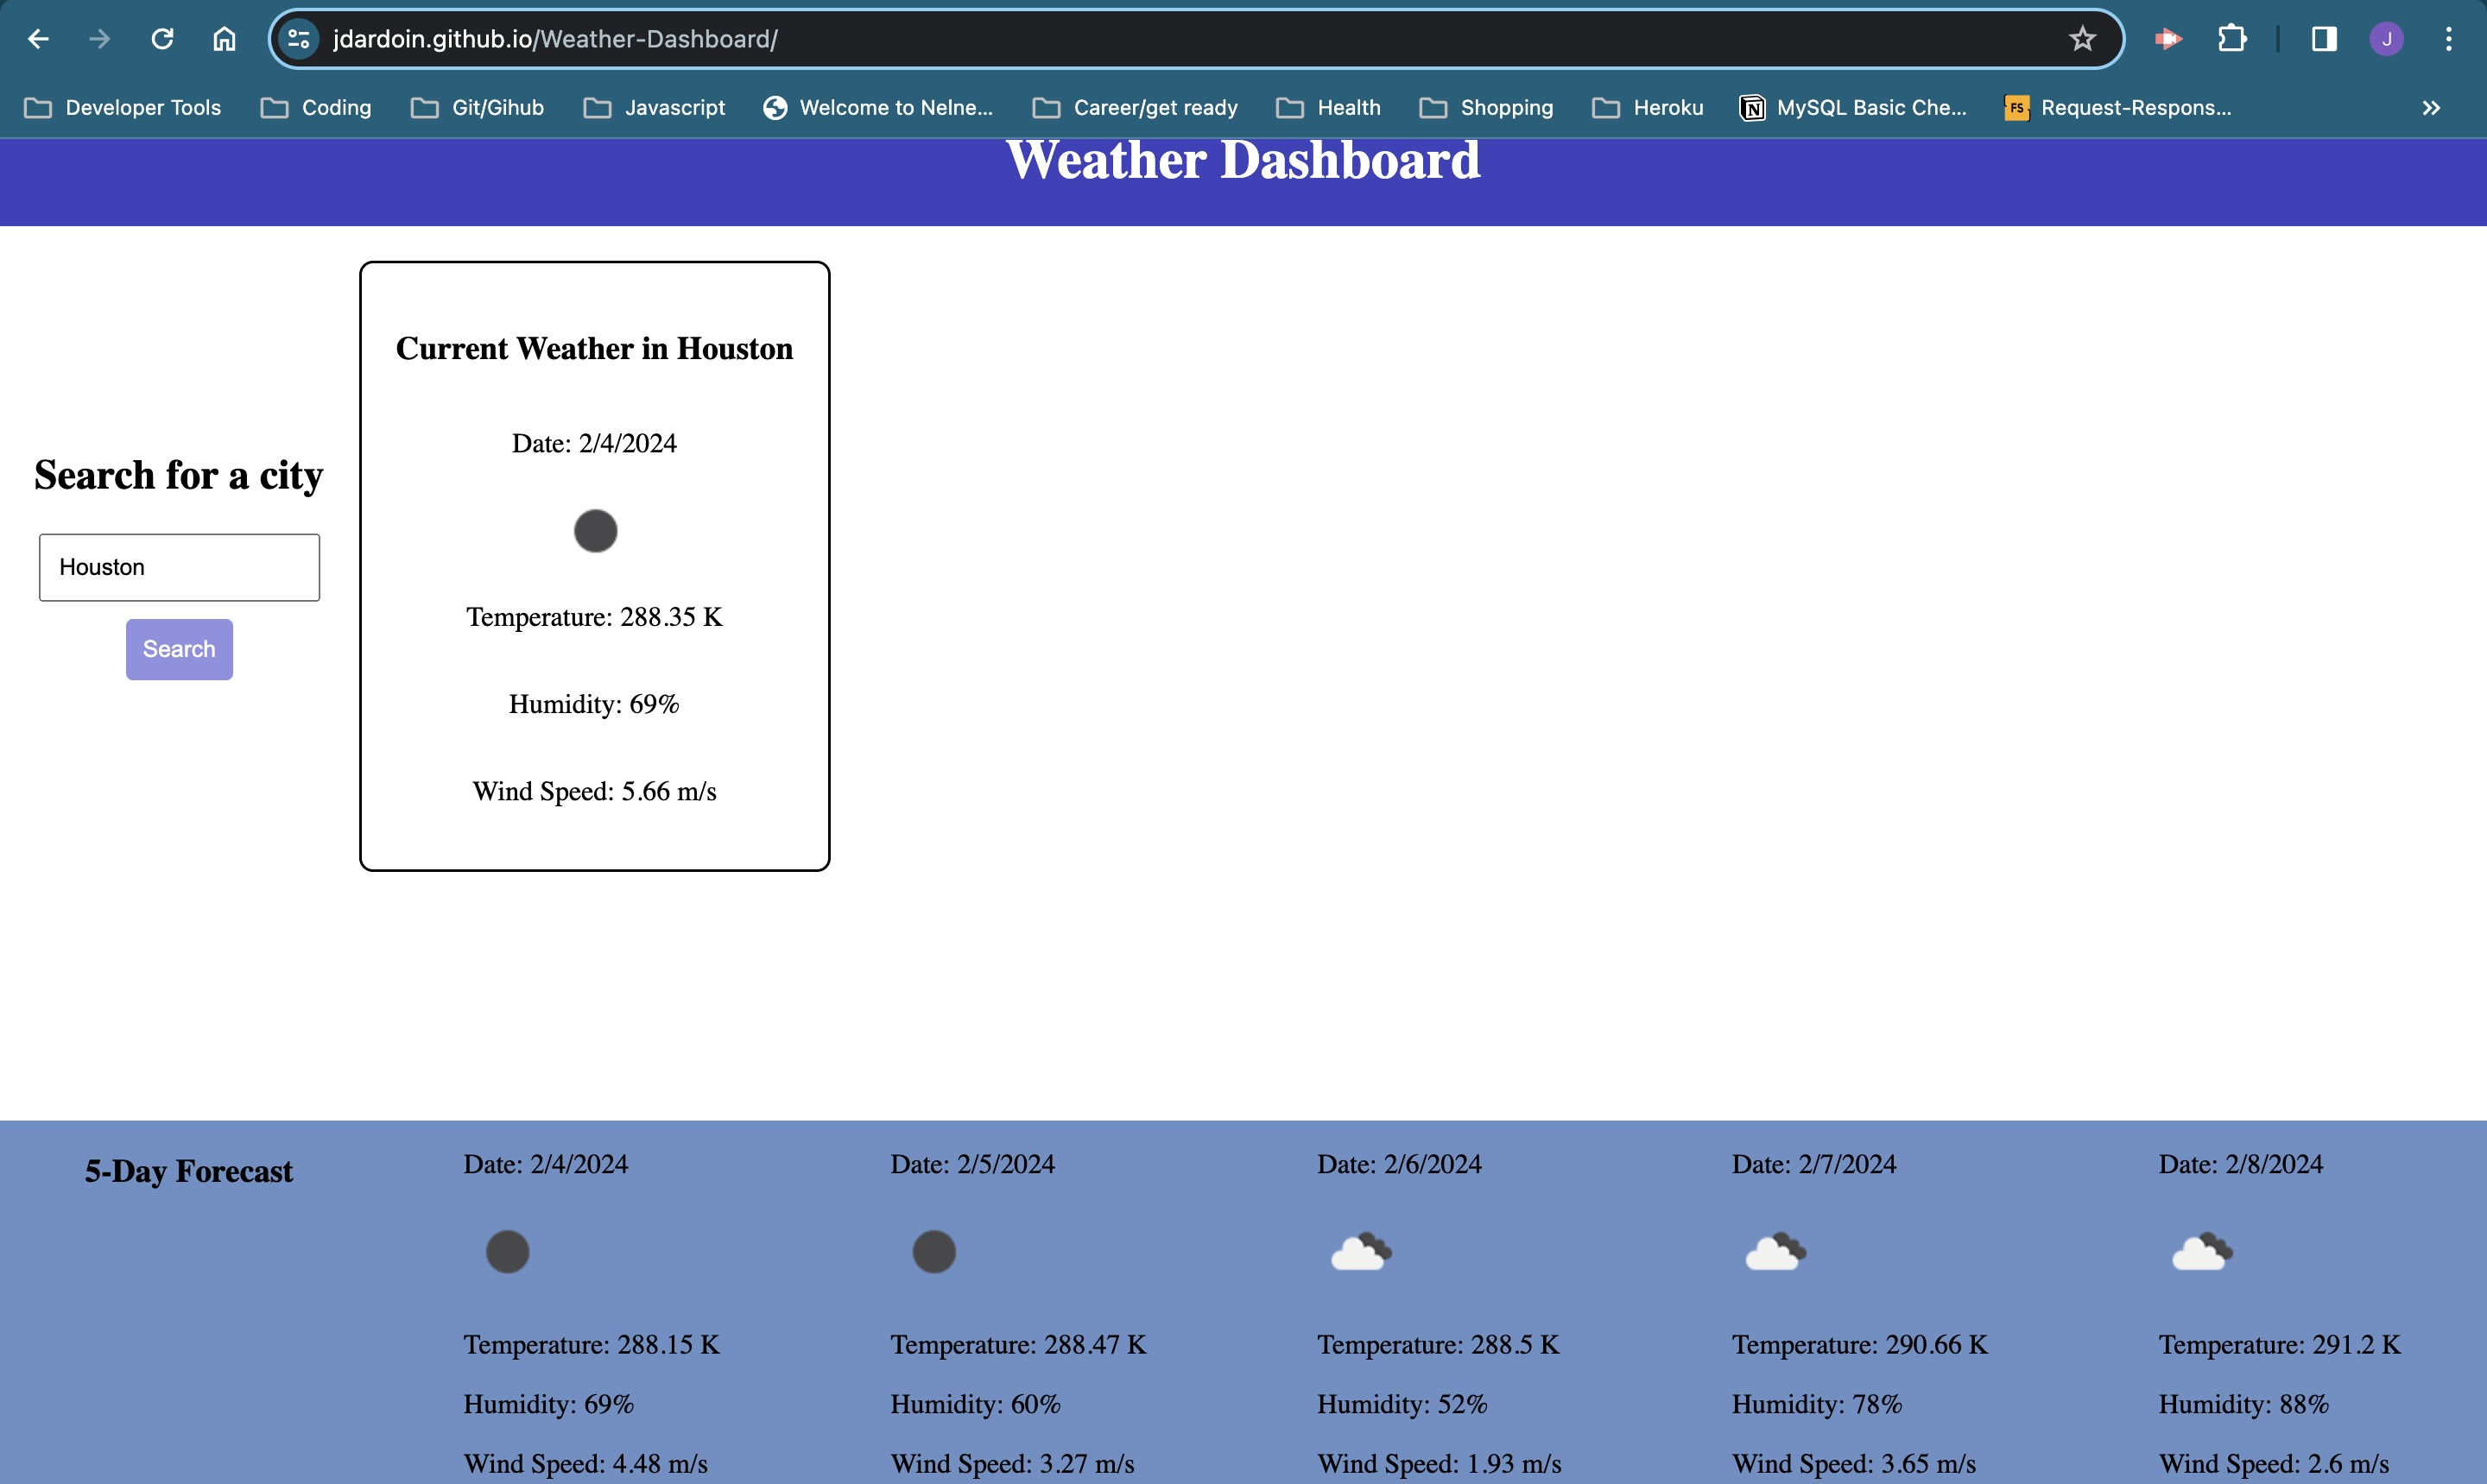 jdardoin.github.io/Weather-Dashboard/
J
Developer Tools
Coding
Git/Gihub
Javascript
Welcome to Nelne...
Career/get ready
Health
Shopping
Heroku
MySQL Basic Che...
FS
Request-Respons...
Weather Dashboard
Search for a city
Houston
Search
Current Weather in Houston
Date: 2/4/2024
Temperature: 288.35 K
Humidity: 69%
Wind Speed: 5.66 m/s
5-Day Forecast
Date: 2/4/2024
Temperature: 288.15 K
Humidity: 69%
Wind Speed: 4.48 m/s
Date: 2/5/2024
Temperature: 288.47 K
Humidity: 60%
Wind Speed: 3.27 m/s
Date: 2/6/2024
Temperature: 288.5 K
Humidity: 52%
Wind Speed: 1.93 m/s
Date: 2/7/2024
Temperature: 290.66 K
Humidity: 78%
Wind Speed: 3.65 m/s
Date: 2/8/2024
Temperature: 291.2 K
Humidity: 88%
Wind Speed: 2.6 m/s